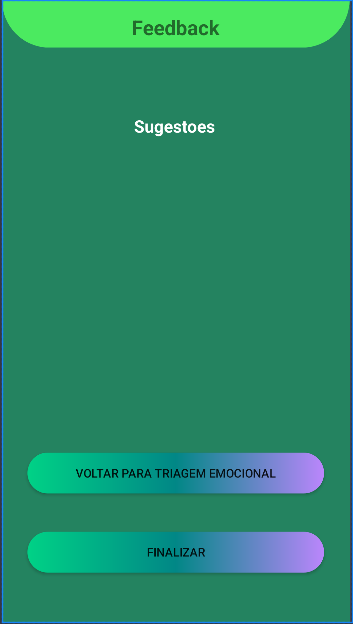 Feedback
Sugestoes
VOLTAR PARA TRIAGEM EMOCIONAL
FINALIZAR